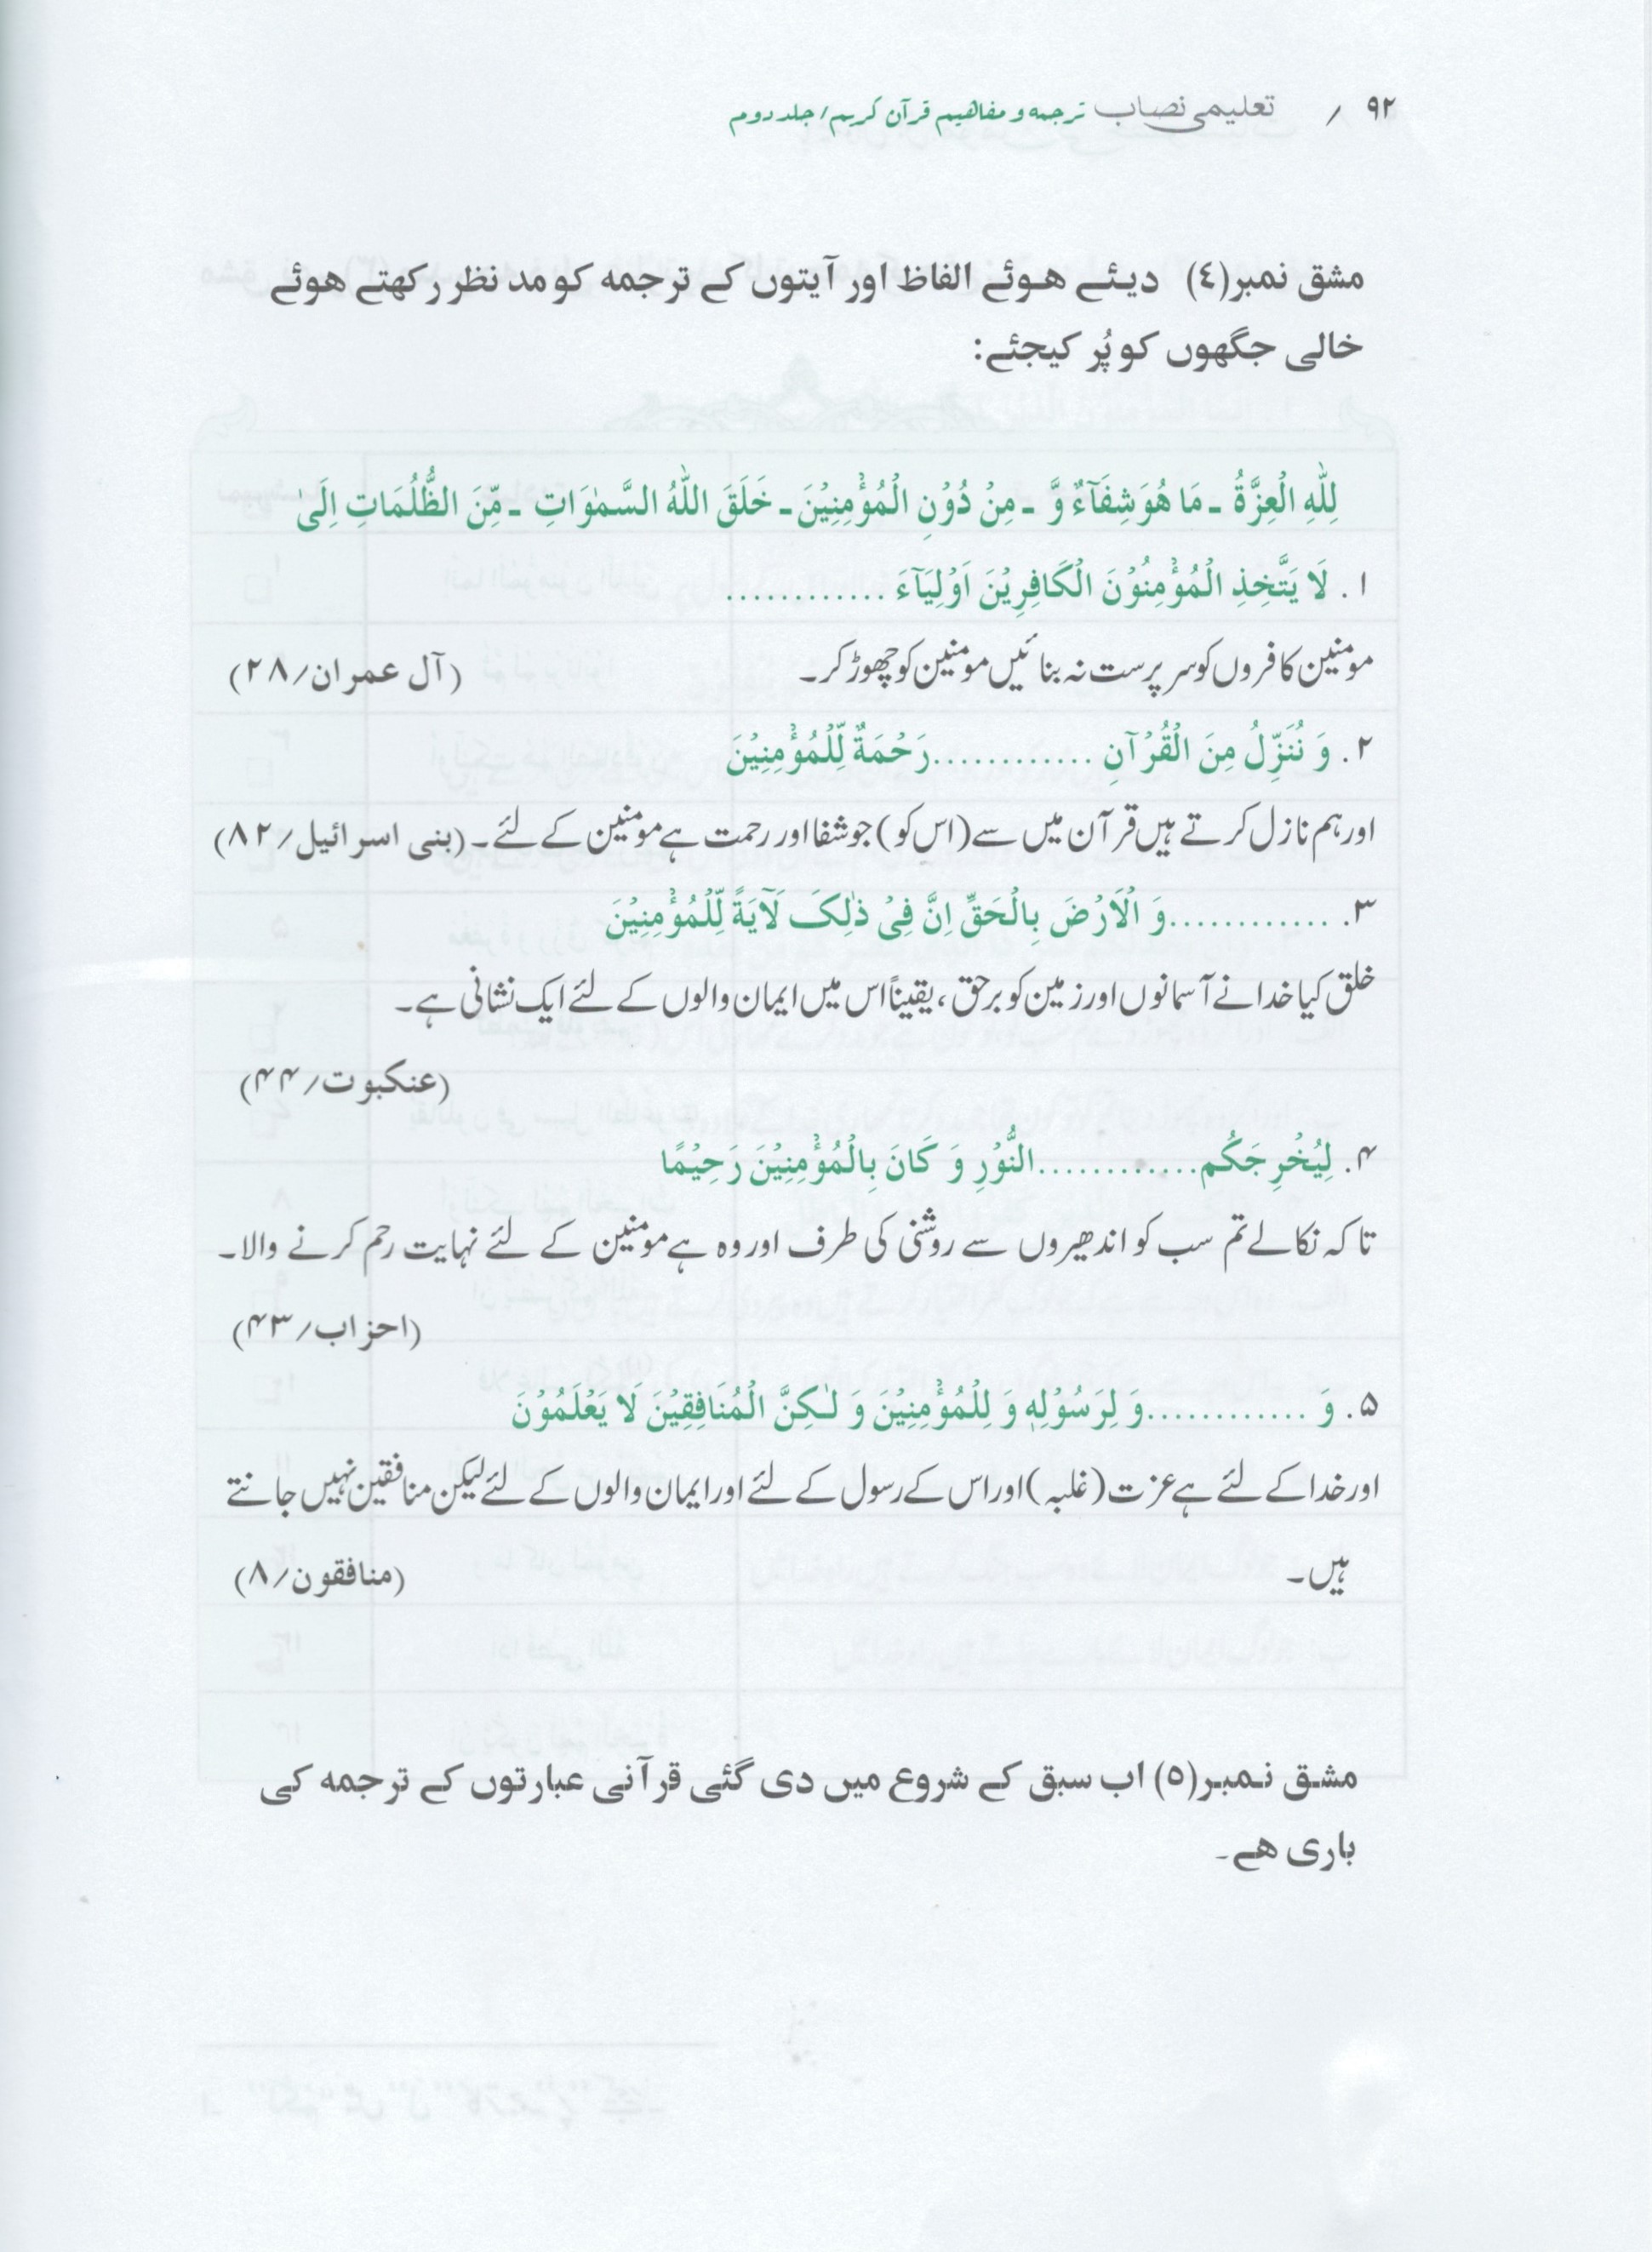 ۹۲ / تعلیمی نصاب ترجمه و مفاهیم قرآن کریم/ جلد دوم
مشق نمبر(٤) دیئے ہوئے الفاظ اور آیتوں کے ترجمہ کو مد نظر رکھتے ہوئے
خالی جگھوں کو پُر کیجئے:
لِلّٰهِ الْعِزَّةُ ـ مَا هُوَ شِفَآءٌ وَّ ـ مِنْ دُوْنِ الْمُؤْمِنِيْنَ ـ خَلَقَ اللّٰهُ السَّمٰوَاتِ ـ مِّنَ الظُّلُمَاتِ اِلَىٰ
۱. لَا يَتَّخِذِ الْمُؤْمِنُوْنَ الْكَافِرِيْنَ اَوْلِيَآءَ ............
مومنین کافروں کو سرپرست نہ بنائیں مومنین کو چھوڑ کر۔ (آل عمران/۲۸)
۲. وَ نُنَزِّلُ مِنَ الْقُرْآنِ ............رَحْمَةٌ لِّلْمُؤْمِنِيْنَ
اور ہم نازل کرتے ہیں قرآن میں سے (اس کو) جو شفا اور رحمت ہے مومنین کے لئے۔ (بنی اسرائیل/۸۲)
۳. ............وَ الْاَرْضَ بِالْحَقِّ اِنَّ فِیْ ذٰلِکَ لَآيَةً لِّلْمُؤْمِنِيْنَ
خلق کیا خدا نے آسمانوں اور زمین کو برحق، یقیناً اس میں ایمان والوں کے لئے ایک نشانی ہے۔
(عنکبوت/۴۴)
۴. لِيُخْرِجَكُم............النُّوْرِ وَ كَانَ بِالْمُؤْمِنِيْنَ رَحِيْمًا
تاکہ نکالے تم سب کو اندھیروں سے روشنی کی طرف اور وہ ہے مومنین کے لئے نہایت رحم کرنے والا۔
(احزاب/۴۳)
۵. وَ ............وَ لِرَسُوْلِهٖ وَ لِلْمُؤْمِنِيْنَ وَ لٰـكِنَّ الْمُنَافِقِيْنَ لَا يَعْلَمُوْنَ
اور خدا کے لئے ہے عزت (غلبہ) اور اس کے رسول کے لئے اور ایمان والوں کے لئے لیکن منافقین نہیں جانتے
ہیں۔ (منافقون/۸)
مشق نمبر(٥) اب سبق کے شروع میں دی گئی قرآنی عبارتوں کے ترجمہ کی
باری ھے۔